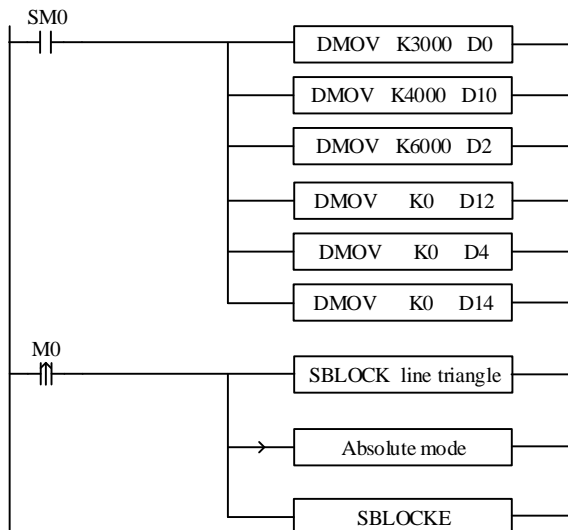 SM0
DMOV K3000 D0
DMOV K4000 D10
DMOV K6000 D2
DMOV K0 D12
DMOV K0 D4
DMOV K0 D14
M0
SBLOCK line triangle
Absolute mode
SBLOCKE